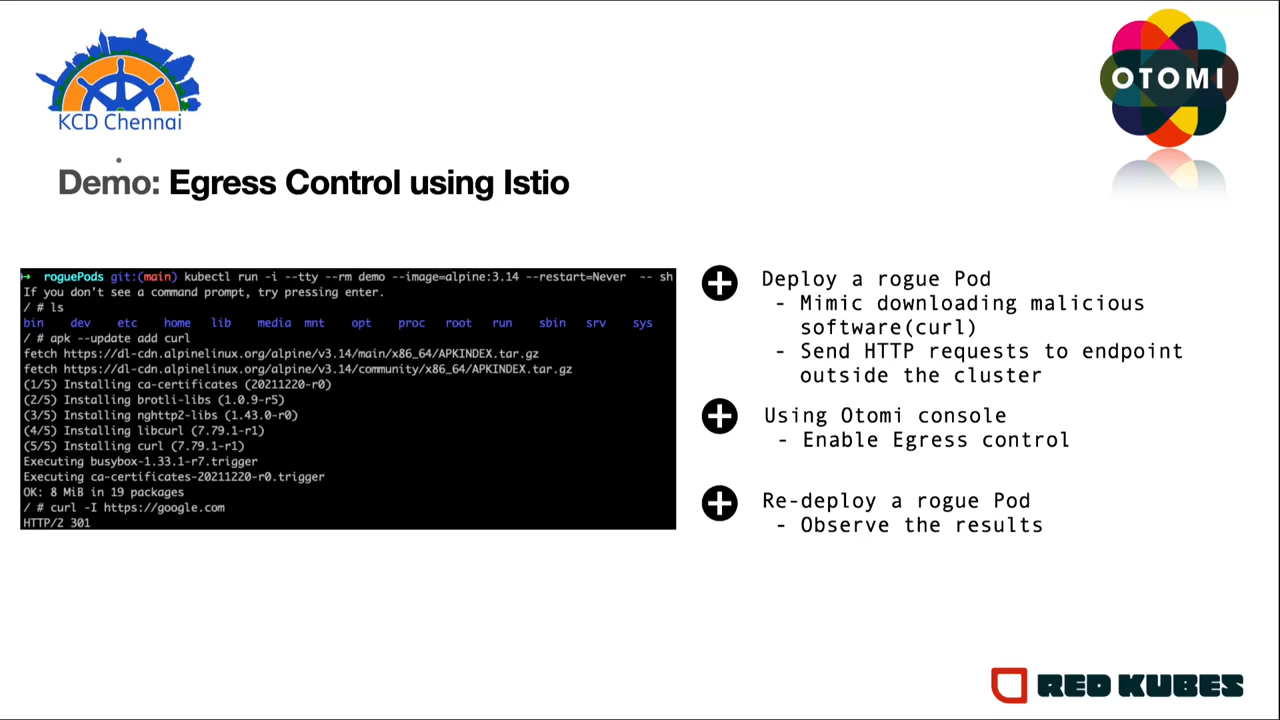 KCD Chennai
OTOMI
Demo: Egress Control using Istio
➜ roguePods git:(main) kubectl run -i --tty --rm demo --image=alpine:3.14 --restart=Never -- sh
If you don't see a command prompt, try pressing enter.
/ # ls
bin dev etc home lib media mnt opt proc root run sbin srv sys
/ # apk --update add curl
fetch https://dl-cdn.alpinelinux.org/alpine/v3.14/main/x86_64/APKINDEX.tar.gz
fetch https://dl-cdn.alpinelinux.org/alpine/v3.14/community/x86_64/APKINDEX.tar.gz
(1/5) Installing ca-certificates (20211220-r0)
(2/5) Installing brotli-libs (1.0.9-r5)
(3/5) Installing nghttp2-libs (1.43.0-r0)
(4/5) Installing libcurl (7.79.1-r1)
(5/5) Installing curl (7.79.1-r1)
Executing busybox-1.33.1-r7.trigger
Executing ca-certificates-20211220-r0.trigger
OK: 8 MiB in 19 packages
/ # curl -I https://google.com
HTTP/2 301
Deploy a rogue Pod
- Mimic downloading malicious
software(curl)
- Send HTTP requests to endpoint
outside the cluster
Using Otomi console
- Enable Egress control
Re-deploy a rogue Pod
- Observe the results
RED KUBES